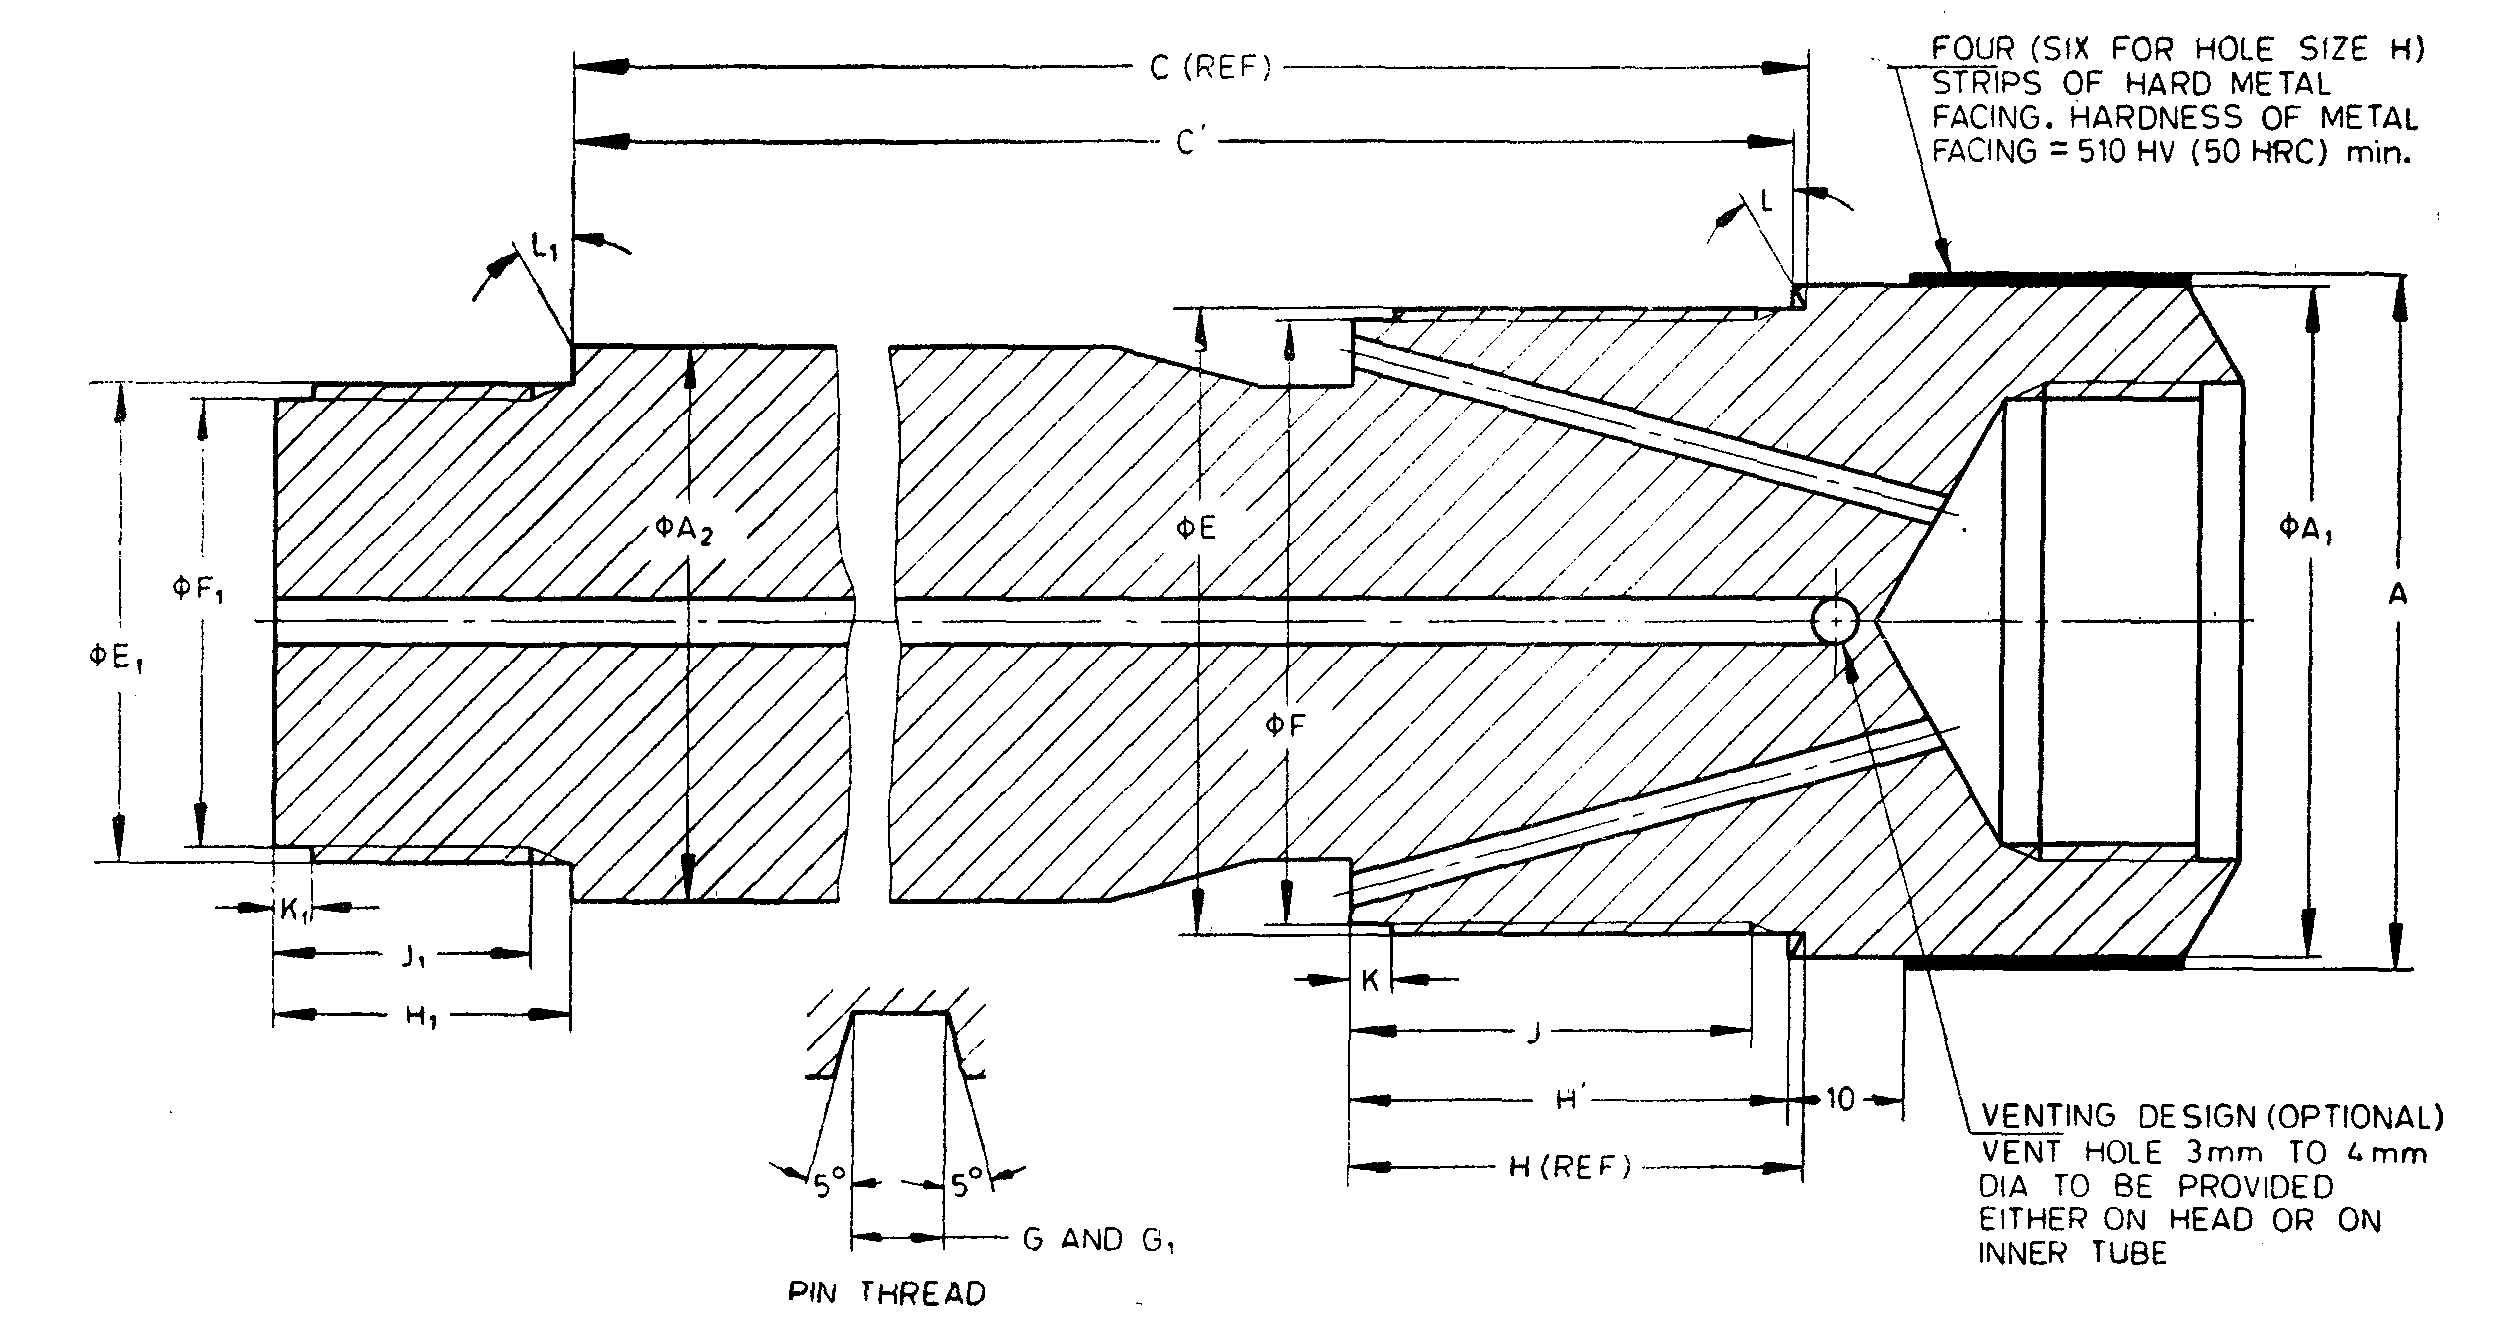 C (REF)
C'
FOUR (SIX FOR HOLE SIZE H)
STRIPS OF HARD METAL
FACING. HARDNESS OF METAL
FACING = 510 HV (50 HRC) min.
L
L₁
ΦA₂
ΦE
ΦA₁
ΦF₁
A
ΦE₁
ΦF
K₁
J₁
H₁
K
J
H'
10
H (REF)
5°
5°
G AND G₁
PIN THREAD
VENTING DESIGN (OPTIONAL)
VENT HOLE 3mm TO 4mm
DIA TO BE PROVIDED
EITHER ON HEAD OR ON
INNER TUBE